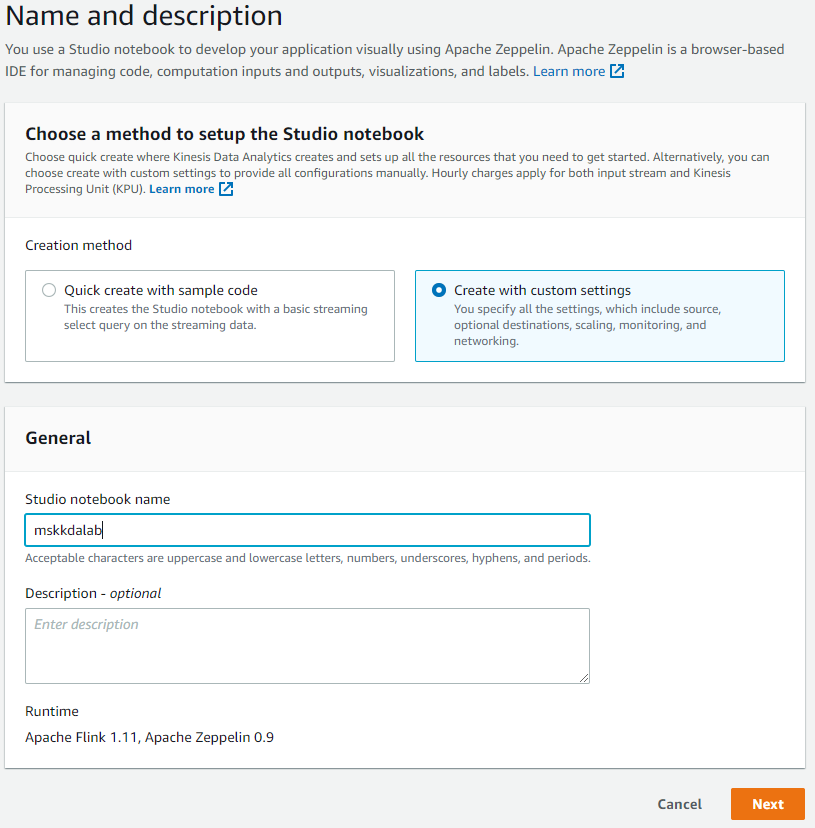 Name and description
You use a Studio notebook to develop your application visually using Apache Zeppelin. Apache Zeppelin is a browser-based
IDE for managing code, computation inputs and outputs, visualizations, and labels. Learn more
Choose a method to setup the Studio notebook
Choose quick create where Kinesis Data Analytics creates and sets up all the resources that you need to get started. Alternatively, you can
choose create with custom settings to provide all configurations manually. Hourly charges apply for both input stream and Kinesis
Processing Unit (KPU). Learn more
Creation method
Quick create with sample code
This creates the Studio notebook with a basic streaming
select query on the streaming data.
Create with custom settings
You specify all the settings, which include source,
optional destinations, scaling, monitoring, and
networking.
General
Studio notebook name
mskkdalab
Acceptable characters are uppercase and lowercase letters, numbers, underscores, hyphens, and periods.
Description - optional
Enter description
Runtime
Apache Flink 1.11, Apache Zeppelin 0.9
Cancel
Next